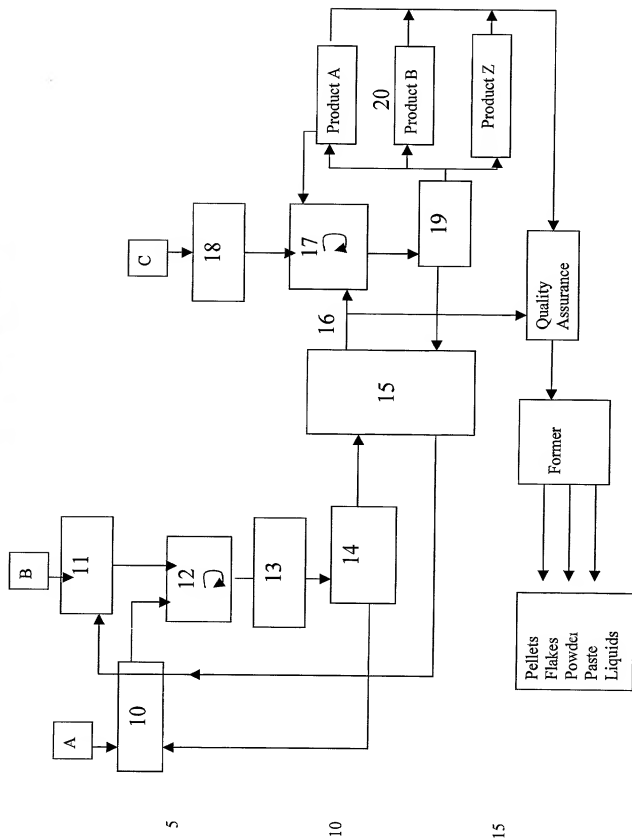 B
A
11
C
10
12
18
13
14
17
Product A
16
15
20
Product B
19
Product Z
Quality
Assurance
Former
Pellets
Flakes
Powder
Paste
Liquids
5
10
15